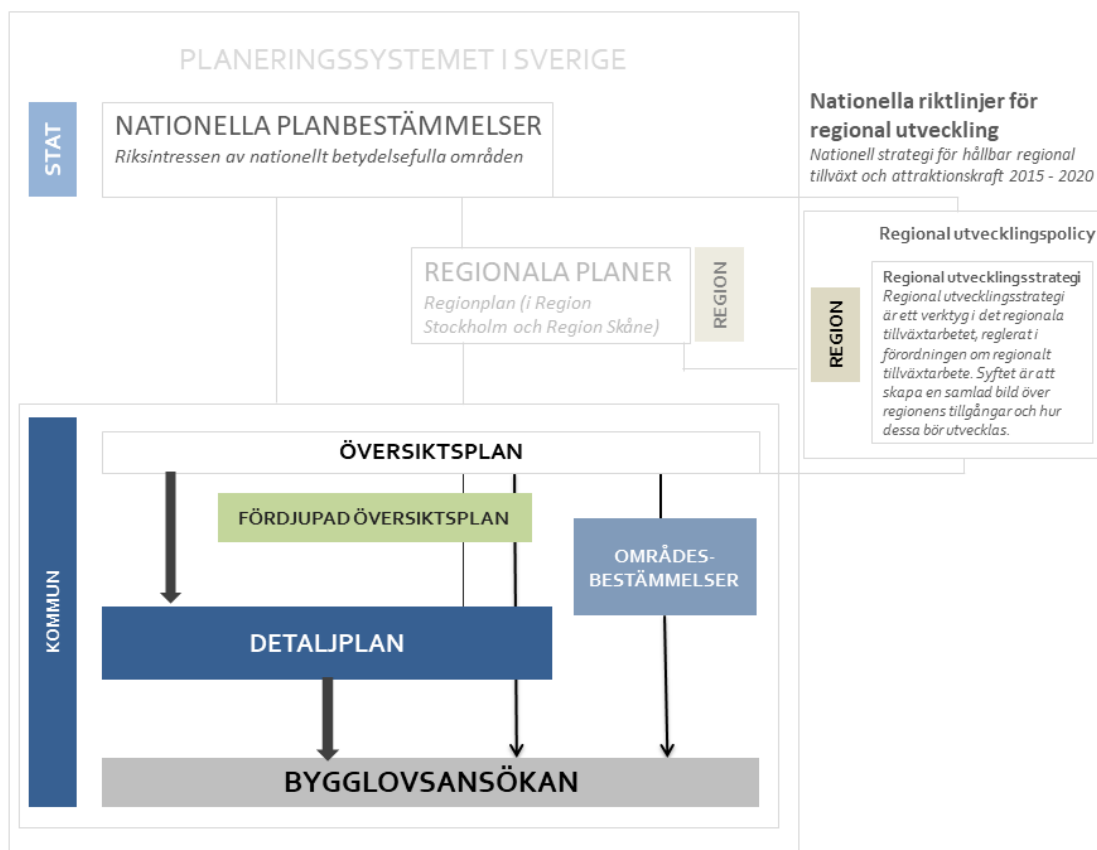 PLANERINGSSYSTEMET I SVERIGE
STAT
NATIONELLA PLANBESTÄMMELSER
Riksintressen av nationellt betydelsefulla områden
Nationella riktlinjer för
regional utveckling
Nationell strategi för hållbar regional
tillväxt och attraktionskraft 2015 - 2020
REGIONALA PLANER
Regionplan (i Region
Stockholm och Region Skåne)
REGION
Regional utvecklingspolicy
REGION
Regional utvecklingsstrategi
Regional utvecklingsstrategi
är ett verktyg i det regionala
tillväxtarbetet, reglerat i
förordningen om regionalt
tillväxtarbete. Syftet är att
skapa en samlad bild över
regionens tillgångar och hur
dessa bör utvecklas.
KOMMUN
ÖVERSIKTSPLAN
FÖRDJUPAD ÖVERSIKTSPLAN
OMRÅDES-
BESTÄMMELSER
DETALJPLAN
BYGGLOVSANSÖKAN